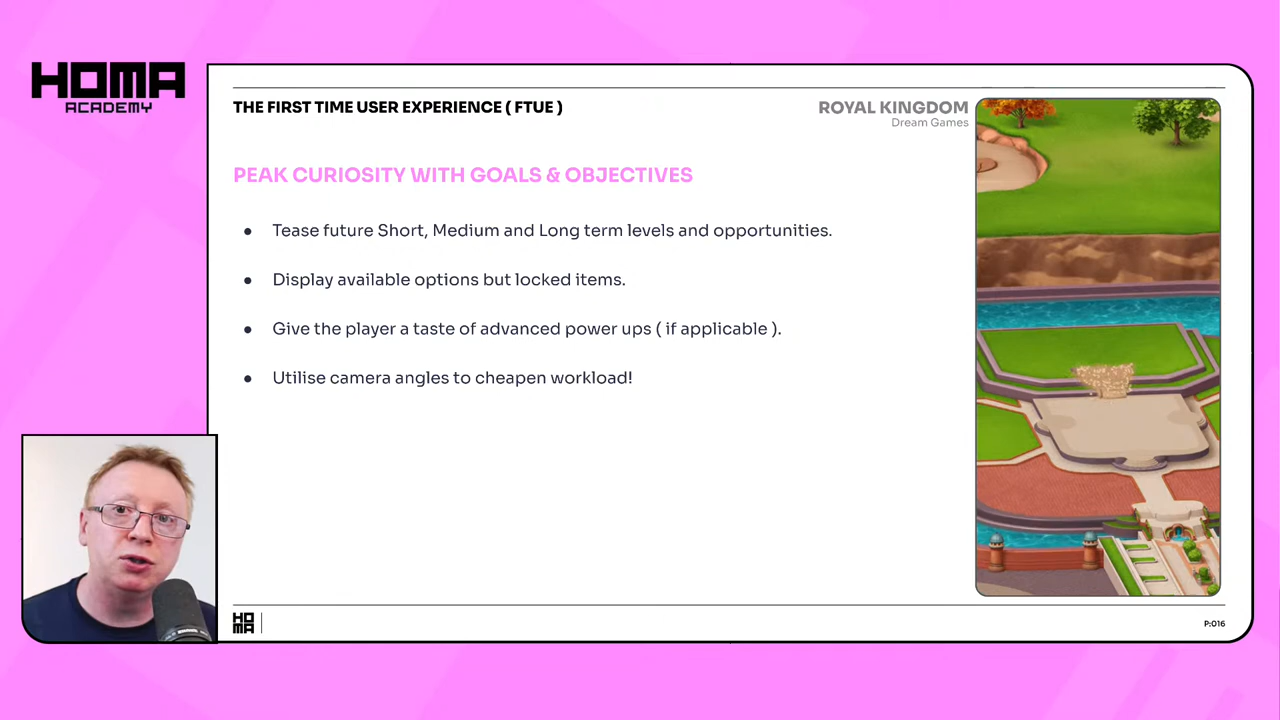 HOMA
ACADEMY
THE FIRST TIME USER EXPERIENCE ( FTUE )
ROYAL KINGDOM
Dream Games
PEAK CURIOSITY WITH GOALS & OBJECTIVES
● Tease future Short, Medium and Long term levels and opportunities.
● Display available options but locked items.
● Give the player a taste of advanced power ups ( if applicable ).
● Utilise camera angles to cheapen workload!
HO
MA
P:016